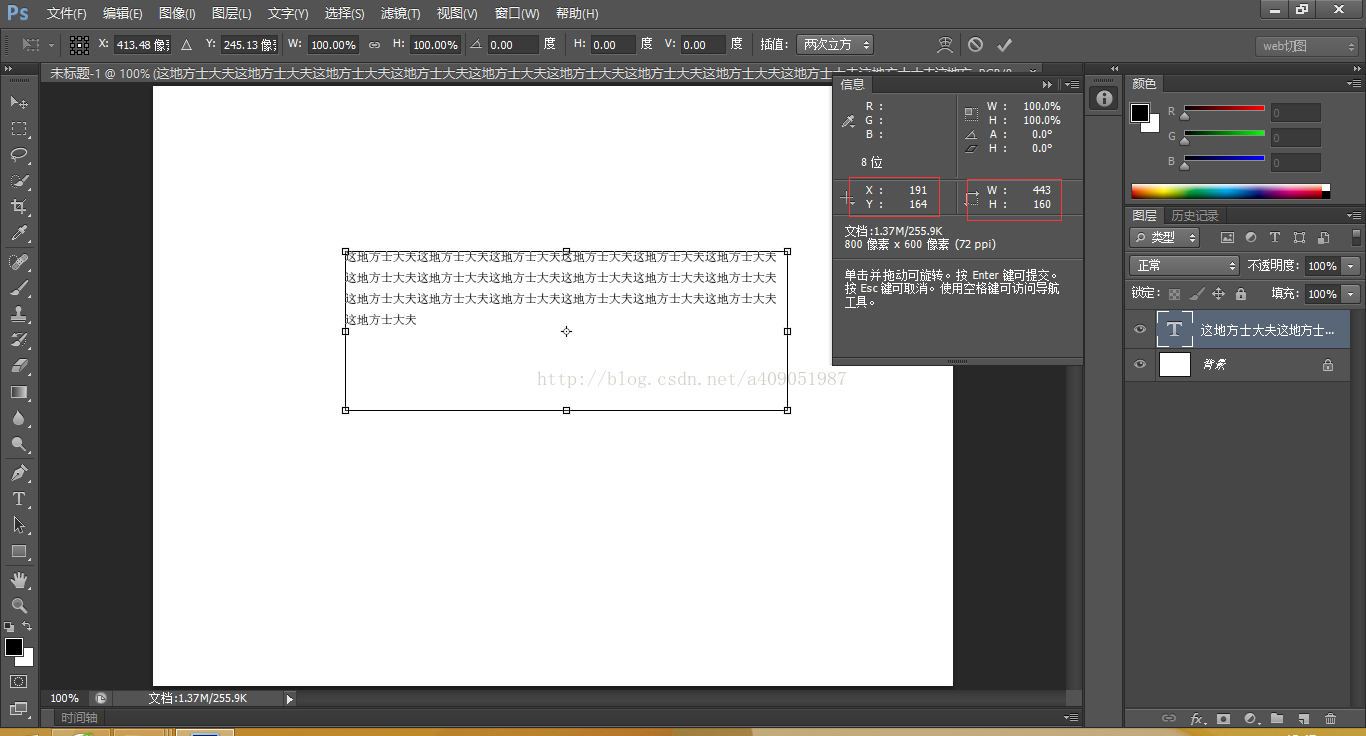 Ps 文件(F) 编辑(E) 图像(I) 图层(L) 文字(Y) 选择(S) 滤镜(T) 视图(V) 窗口(W) 帮助(H)
X: 413.48 像 Y: 245.13 像 W: 100.00% H: 100.00% 0.00 度 H: 0.00 度 V: 0.00 度 插值: 两次立方 web切图
未标题-1 @ 100% (这地方士大夫这地方士大夫这地方士大夫这地方士大夫这地方士大夫这地方士大夫这地方士大夫这地方士大夫这地方士大夫这地方士大夫这地方
信息
R :
G :
B :
8 位
W : 100.0%
H : 100.0%
A : 0.0°
H : 0.0°
X : 191
Y : 164
W : 443
H : 160
文档:1.37M/255.9K
800 像素 x 600 像素 (72 ppi)
单击并拖动可旋转。按 Enter 键可提交。
按 Esc 键可取消。使用空格键可访问导航
工具。
颜色
R 0
G 0
B 0
图层 历史记录
类型 T
正常 不透明度: 100%
锁定: 填充: 100%
T 这地方士大夫这地方士...
背景
fx
这地方士大夫这地方士大夫这地方士大夫这地方士大夫这地方士大夫这地方士大夫
这地方士大夫这地方士大夫这地方士大夫这地方士大夫这地方士大夫这地方士大夫
这地方士大夫这地方士大夫这地方士大夫这地方士大夫这地方士大夫这地方士大夫
这地方士大夫
http://blog.csdn.net/a409051987
T
100% 文档:1.37M/255.9K
时间轴